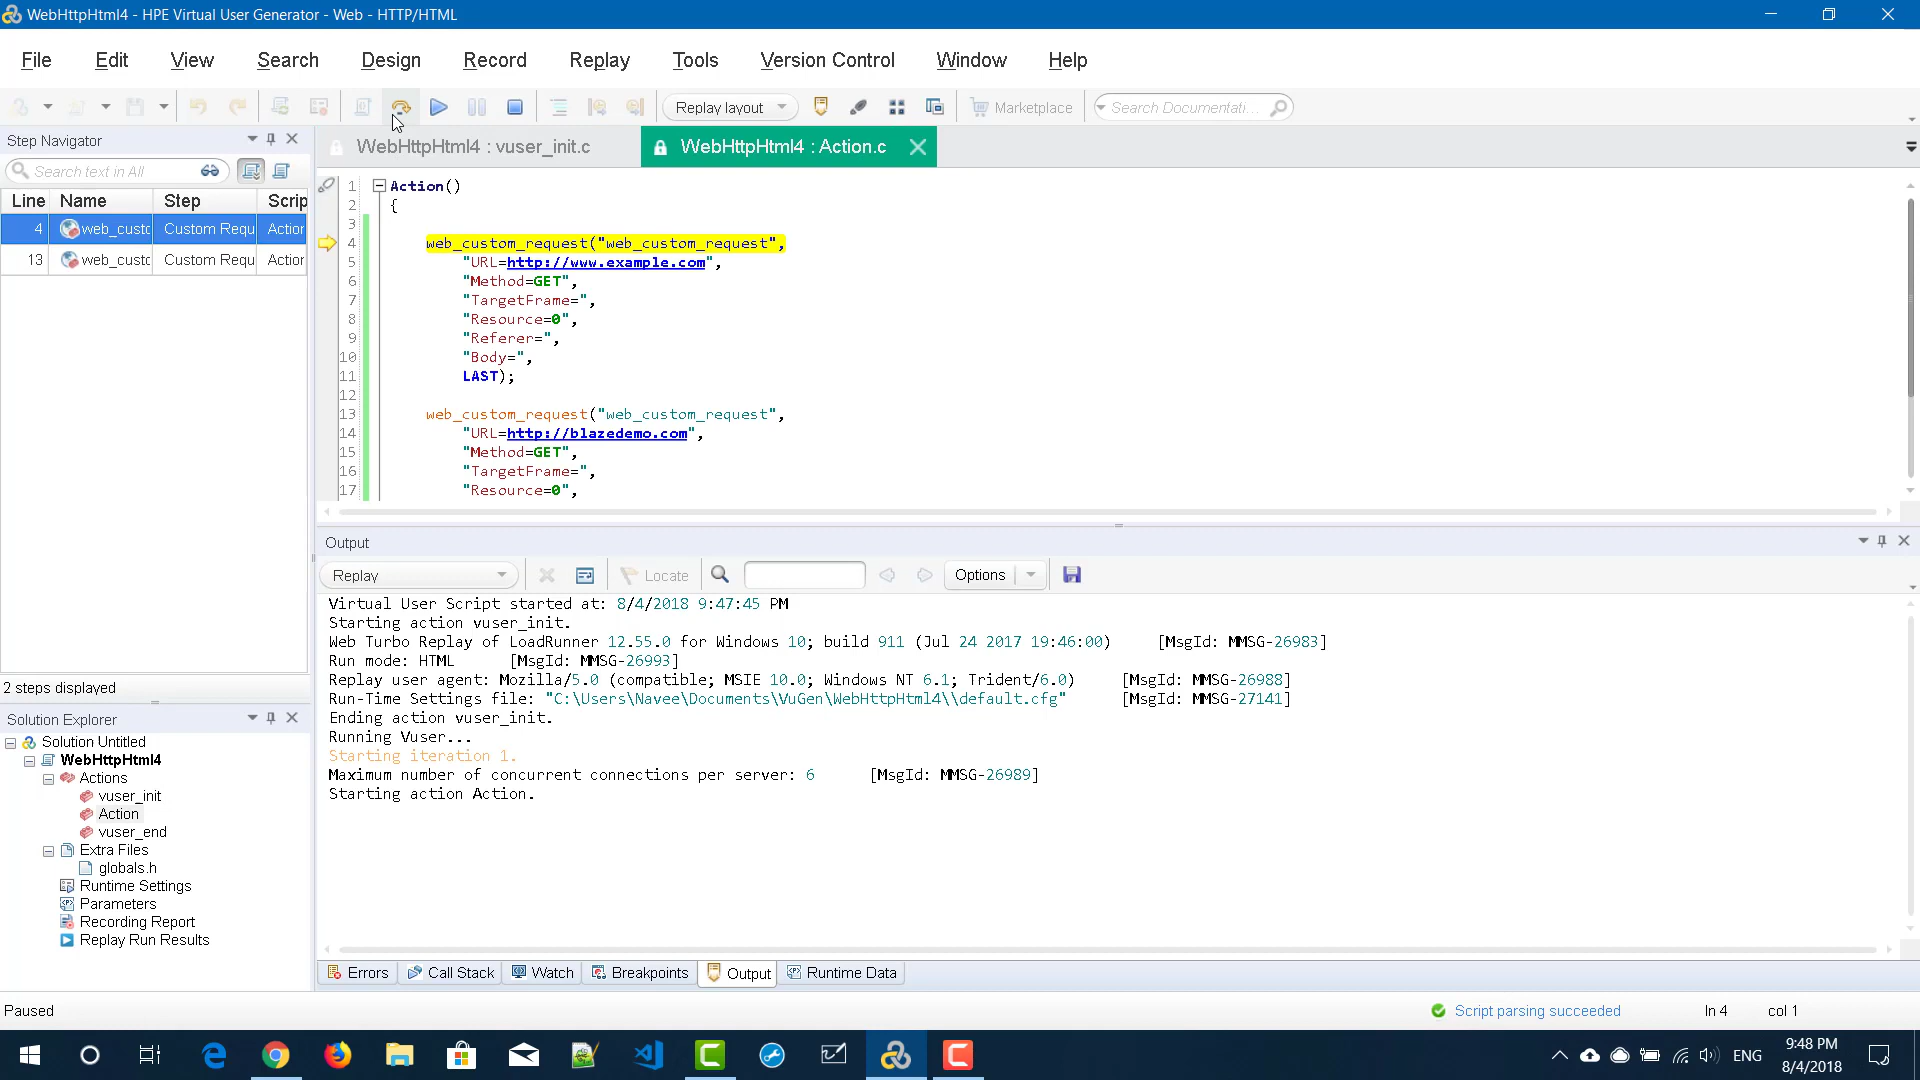 WebHttpHtml4 - HPE Virtual User Generator - Web - HTTP/HTML
File Edit View Search Design Record Replay Tools Version Control Window Help
Replay layout Marketplace Search Documentati...
Step Navigator
Search text in All
Line Name Step Scrip
4 web_custc Custom Requ Action
13 web_custc Custom Requ Action
2 steps displayed
Solution Explorer
Solution Untitled
WebHttpHtml4
Actions
vuser_init
Action
vuser_end
Extra Files
globals.h
Runtime Settings
Parameters
Recording Report
Replay Run Results
WebHttpHtml4 : vuser_init.c WebHttpHtml4 : Action.c
1 Action()
2 {
3
4 web_custom_request("web_custom_request",
5 "URL=http://www.example.com",
6 "Method=GET",
7 "TargetFrame=",
8 "Resource=0",
9 "Referer=",
10 "Body=",
11 LAST);
12
13 web_custom_request("web_custom_request",
14 "URL=http://blazedemo.com",
15 "Method=GET",
16 "TargetFrame=",
17 "Resource=0",
Output
Replay Locate Options
Virtual User Script started at: 8/4/2018 9:47:45 PM
Starting action vuser_init.
Web Turbo Replay of LoadRunner 12.55.0 for Windows 10; build 911 (Jul 24 2017 19:46:00) [MsgId: MMSG-26983]
Run mode: HTML [MsgId: MMSG-26993]
Replay user agent: Mozilla/5.0 (compatible; MSIE 10.0; Windows NT 6.1; Trident/6.0) [MsgId: MMSG-26988]
Run-Time Settings file: "C:\Users\Navee\Documents\VuGen\WebHttpHtml4\\default.cfg" [MsgId: MMSG-27141]
Ending action vuser_init.
Running Vuser...
Starting iteration 1.
Maximum number of concurrent connections per server: 6 [MsgId: MMSG-26989]
Starting action Action.
Errors Call Stack Watch Breakpoints Output Runtime Data
Paused Script parsing succeeded ln 4 col 1
ENG 9:48 PM
8/4/2018